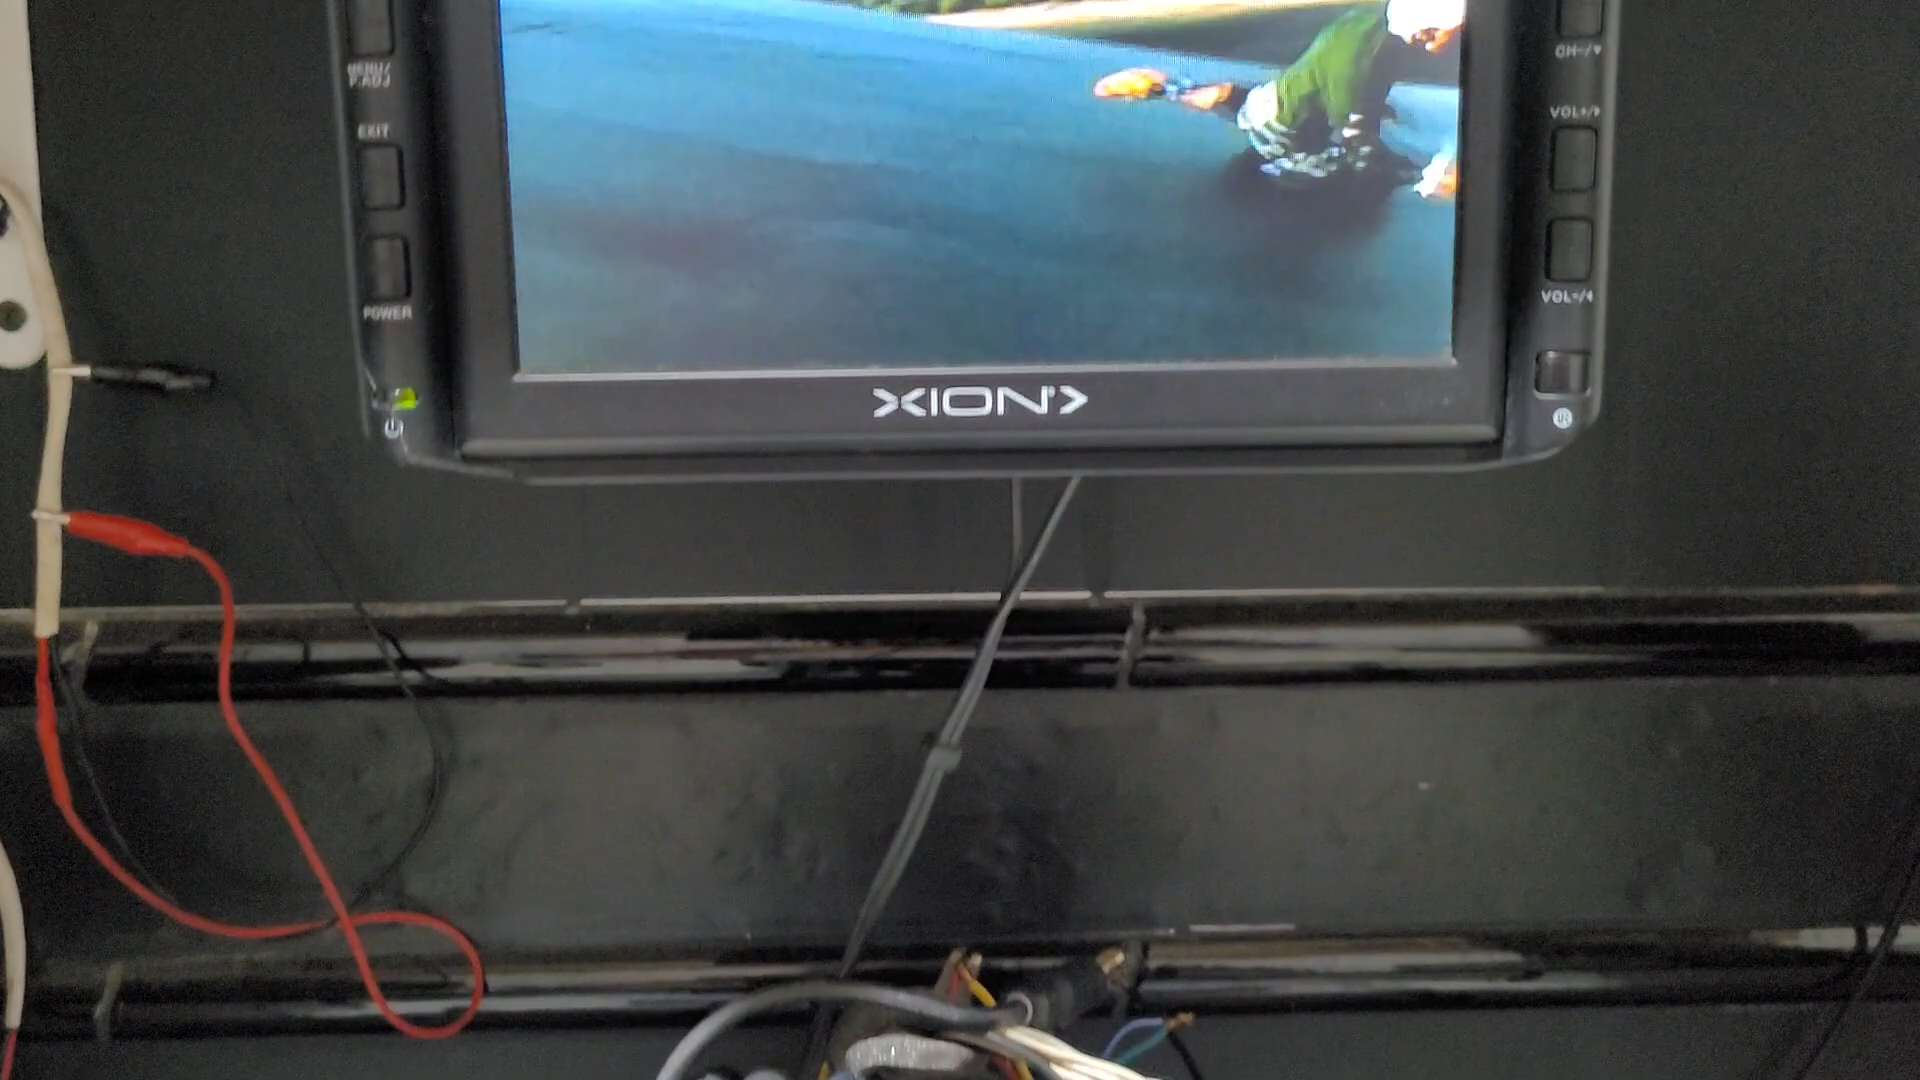 MENU/
P.ADJ
EXIT
POWER
CH-/▼
VOL+/▶
VOL-/◀
XION